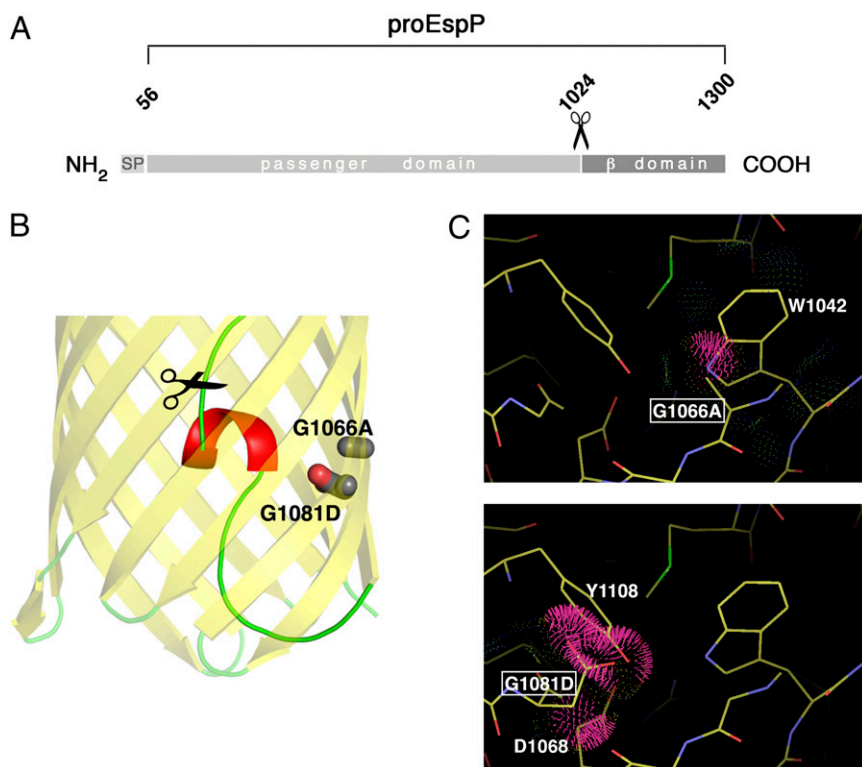 A
proEspP
56
1024
1300
NH2
SP
passenger domain
β domain
COOH
B
G1066A
G1081D
C
W1042
G1066A
Y1108
G1081D
D1068